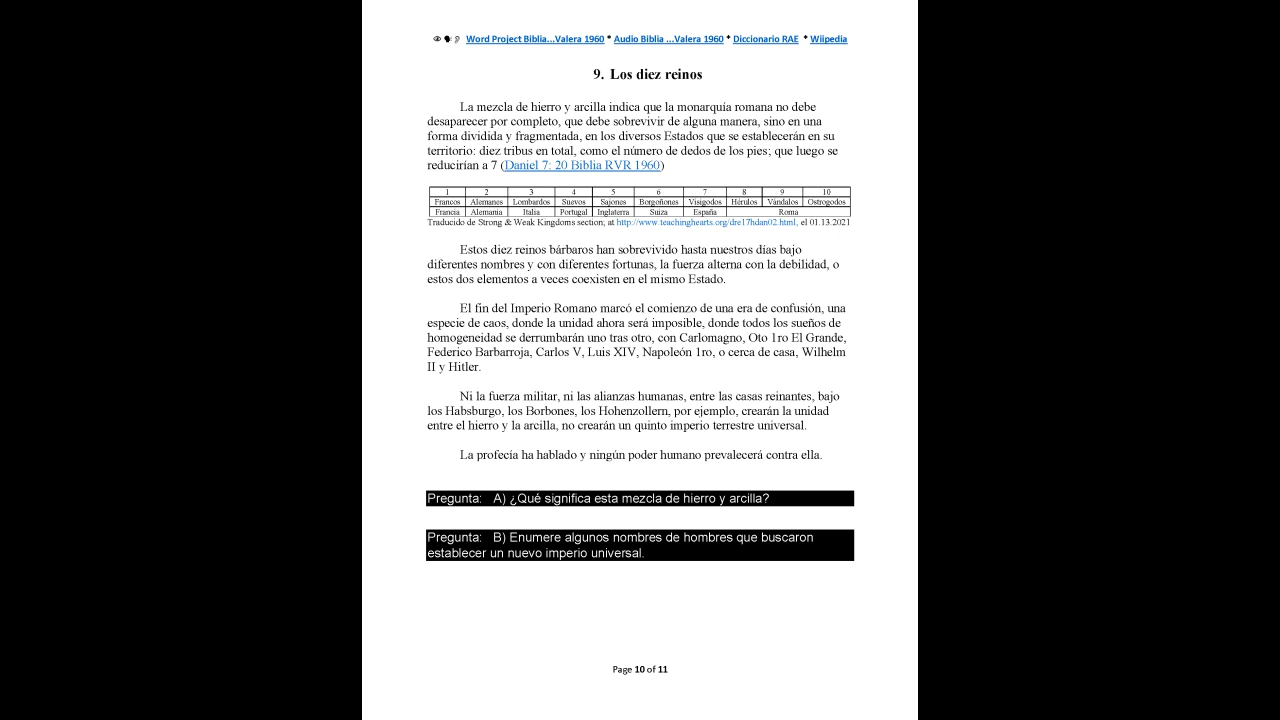 Word Project Biblia...Valera 1960 * Audio Biblia ...Valera 1960 * Diccionario RAE * Wiipedia
9. Los diez reinos
La mezcla de hierro y arcilla indica que la monarquía romana no debe
desaparecer por completo, que debe sobrevivir de alguna manera, sino en una
forma dividida y fragmentada, en los diversos Estados que se establecerán en su
territorio: diez tribus en total, como el número de dedos de los pies; que luego se
reducirían a 7 (Daniel 7: 20 Biblia RVR 1960)
1 2 3 4 5 6 7 8 9 10
Francos Alemanes Lombardos Suevos Sajones Borgoñones Visigodos Hérulos Vándalos Ostrogodos
Francia Alemania Italia Portugal Inglaterra Suiza España Roma
Traducido de Strong & Weak Kingdoms section; at http://www.teachinghearts.org/dre17hdan02.html, el 01.13.2021
Estos diez reinos bárbaros han sobrevivido hasta nuestros días bajo
diferentes nombres y con diferentes fortunas, la fuerza alterna con la debilidad, o
estos dos elementos a veces coexisten en el mismo Estado.
El fin del Imperio Romano marcó el comienzo de una era de confusión, una
especie de caos, donde la unidad ahora será imposible, donde todos los sueños de
homogeneidad se derrumbarán uno tras otro, con Carlomagno, Oto 1ro El Grande,
Federico Barbarroja, Carlos V, Luis XIV, Napoleón 1ro, o cerca de casa, Wilhelm
II y Hitler.
Ni la fuerza militar, ni las alianzas humanas, entre las casas reinantes, bajo
los Habsburgo, los Borbones, los Hohenzollern, por ejemplo, crearán la unidad
entre el hierro y la arcilla, no crearán un quinto imperio terrestre universal.
La profecía ha hablado y ningún poder humano prevalecerá contra ella.
Pregunta: A) ¿Qué significa esta mezcla de hierro y arcilla?
Pregunta: B) Enumere algunos nombres de hombres que buscaron
establecer un nuevo imperio universal.
Page 10 of 11